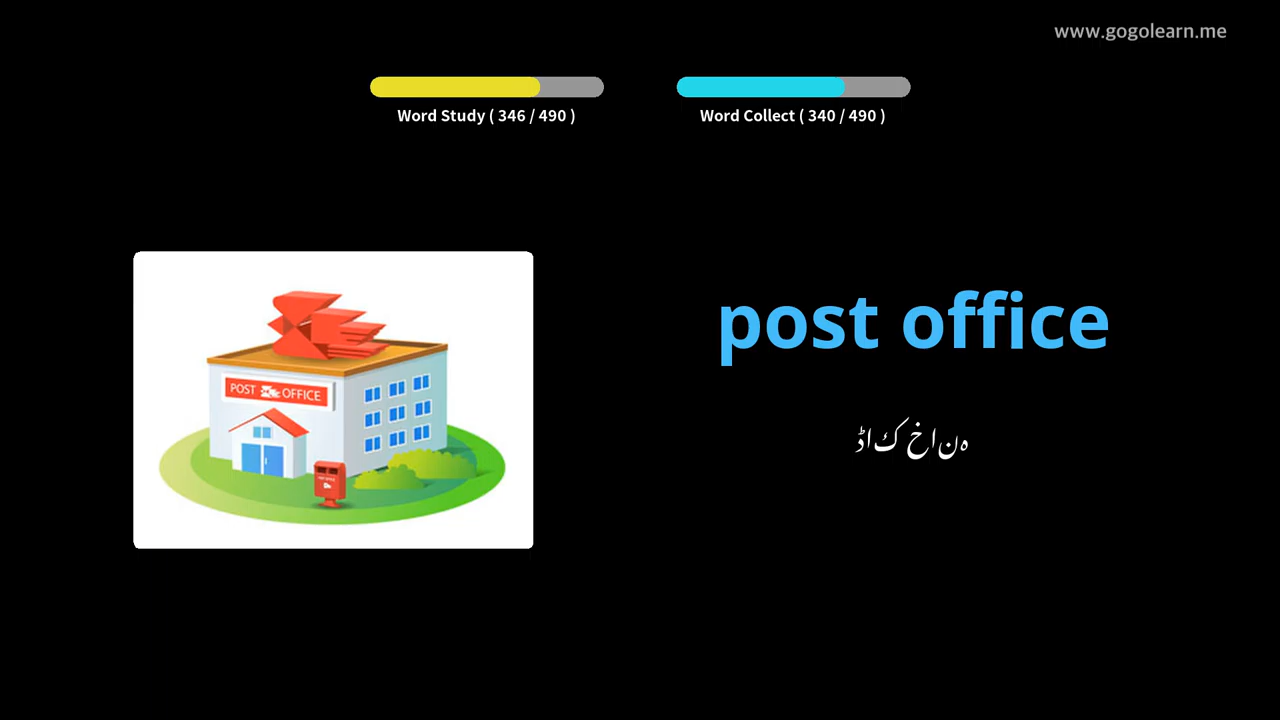 www.gogolearn.me
Word Study ( 346 / 490 )
Word Collect ( 340 / 490 )
POST OFFICE
post office
ڈاک خانہ